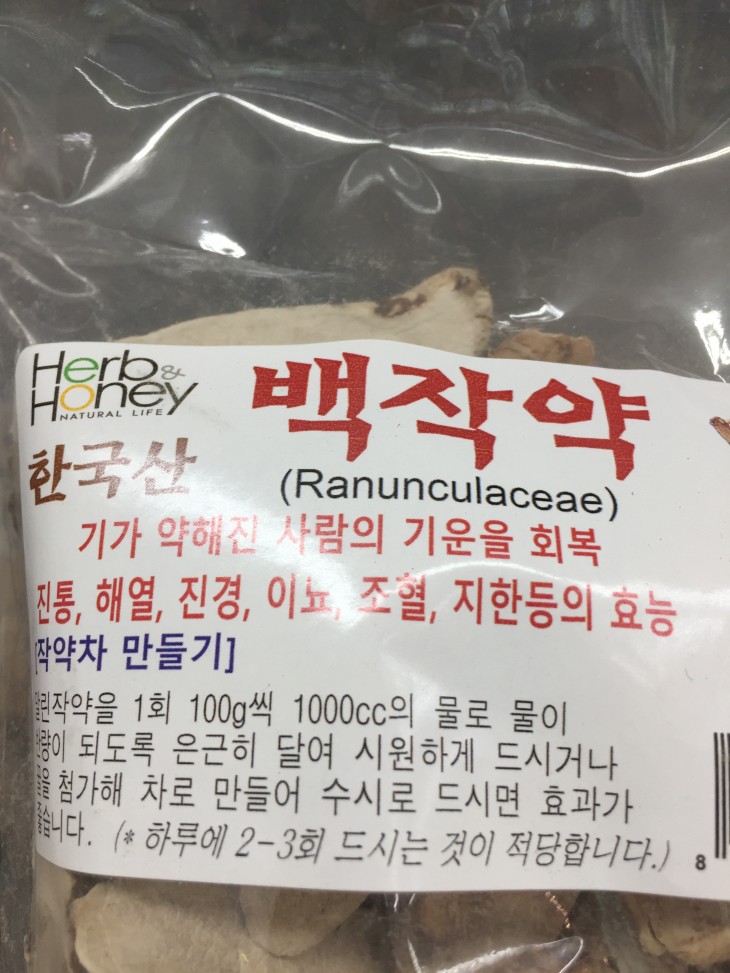 Herb &
Honey
NATURAL LIFE
백작약
한국산
(Ranunculaceae)
기가 약해진 사람의 기운을 회복
진통, 해열, 진경, 이뇨, 조혈, 지한등의 효능
[작약차 만들기]
1회 100g씩 1000cc의 물로 물이
되도록 은근히 달여 시원하게 드시거나
첨가해 차로 만들어 수시로 드시면 효과가
좋습니다. (* 하루에 2-3회 드시는 것이 적당합니다.)
8